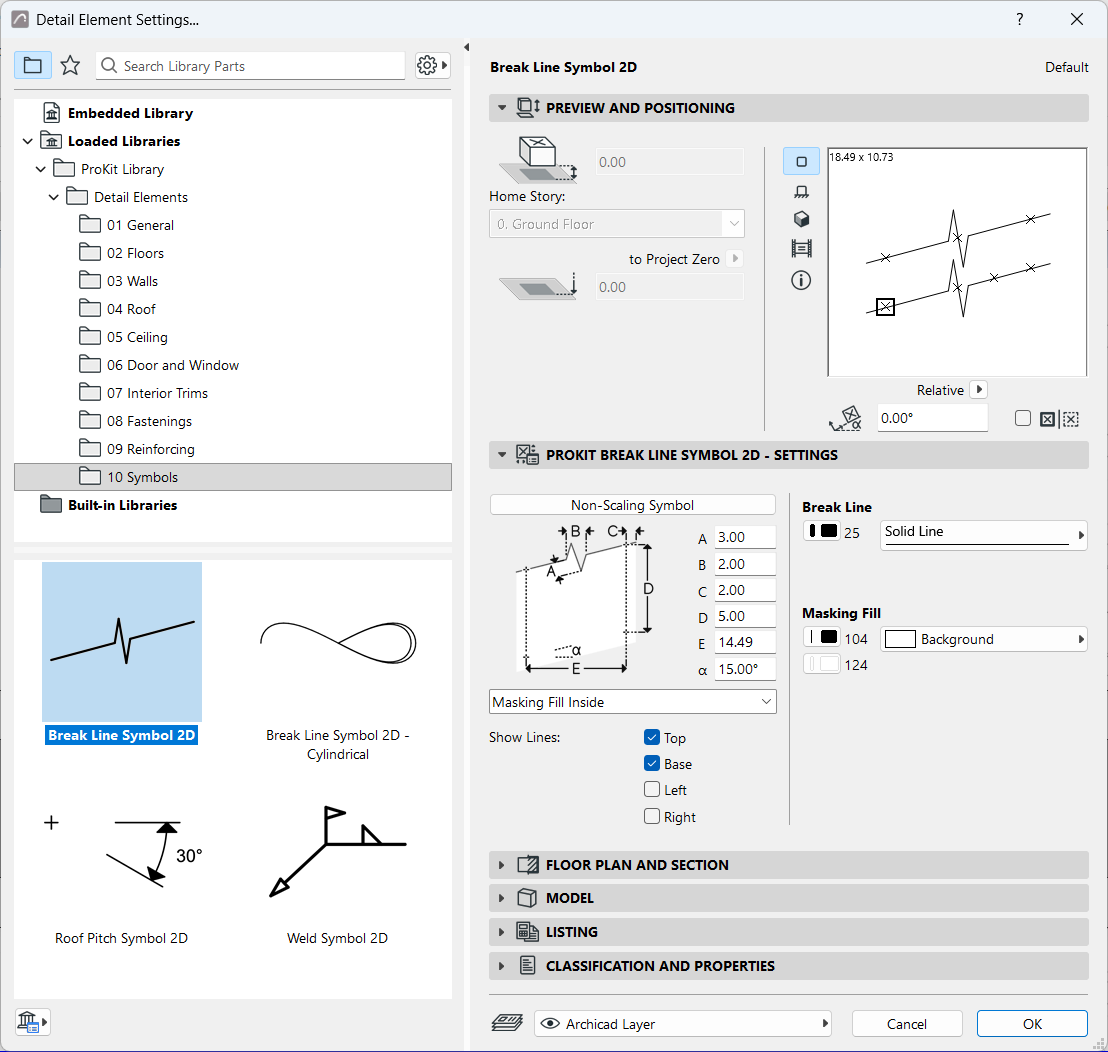 Detail Element Settings...
?
Search Library Parts
Embedded Library
Loaded Libraries
ProKit Library
Detail Elements
01 General
02 Floors
03 Walls
04 Roof
05 Ceiling
06 Door and Window
07 Interior Trims
08 Fastenings
09 Reinforcing
10 Symbols
Built-in Libraries
Break Line Symbol 2D
Break Line Symbol 2D -
Cylindrical
30°
Roof Pitch Symbol 2D
Weld Symbol 2D
Break Line Symbol 2D
Default
PREVIEW AND POSITIONING
0.00
Home Story:
0. Ground Floor
to Project Zero
0.00
18.49 x 10.73
Relative
α
0.00°
PROKIT BREAK LINE SYMBOL 2D - SETTINGS
Non-Scaling Symbol
B
C
A
D
α
E
A 3.00
B 2.00
C 2.00
D 5.00
E 14.49
α 15.00°
Masking Fill Inside
Show Lines:
Top
Base
Left
Right
Break Line
25
Solid Line
Masking Fill
104
Background
124
FLOOR PLAN AND SECTION
MODEL
LISTING
CLASSIFICATION AND PROPERTIES
Archicad Layer
Cancel
OK